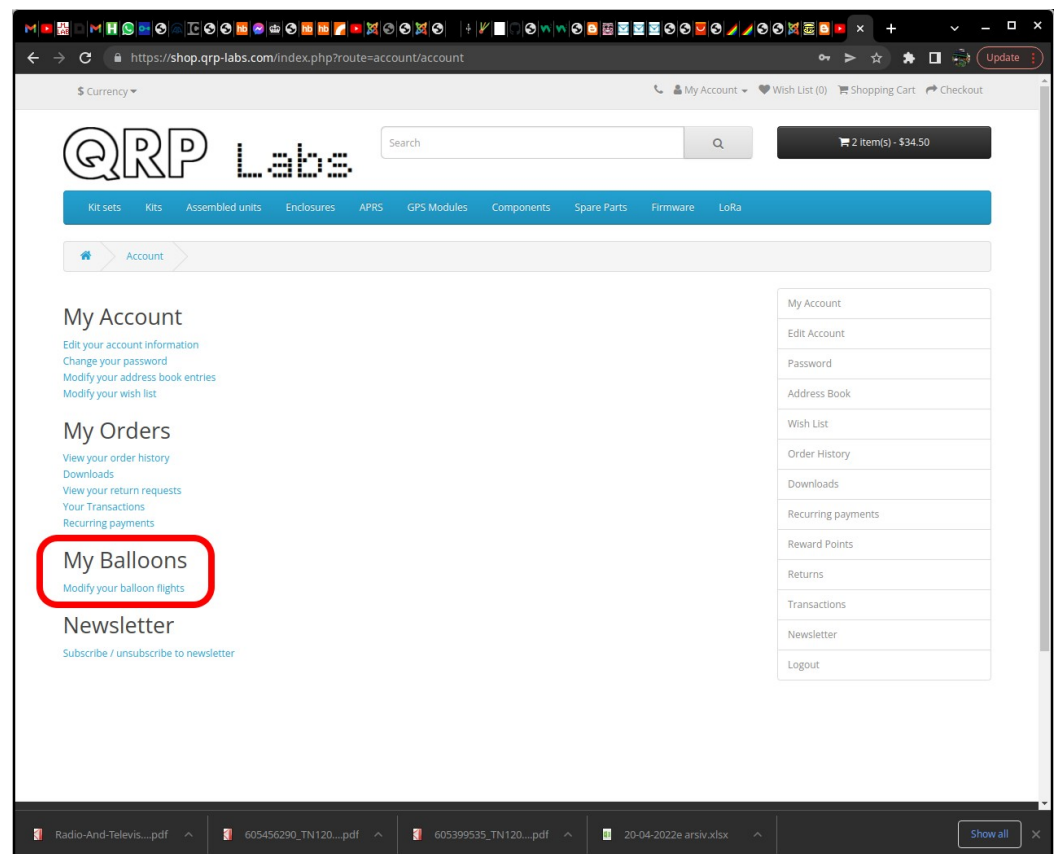 https://shop.qrp-labs.com/index.php?route=account/account
Update
$ Currency
My Account
Wish List (0)
Shopping Cart
Checkout
QRP Labs
Search
2 item(s) - $34.50
Kit sets
Kits
Assembled units
Enclosures
APRS
GPS Modules
Components
Spare Parts
Firmware
LoRa
Account
My Account
Edit your account information
Change your password
Modify your address book entries
Modify your wish list
My Orders
View your order history
Downloads
View your return requests
Your Transactions
Recurring payments
My Balloons
Modify your balloon flights
Newsletter
Subscribe / unsubscribe to newsletter
My Account
Edit Account
Password
Address Book
Wish List
Order History
Downloads
Recurring payments
Reward Points
Returns
Transactions
Newsletter
Logout
Radio-And-Televis....pdf
605456290_TN120....pdf
605399535_TN120....pdf
20-04-2022e arsiv.xlsx
Show all